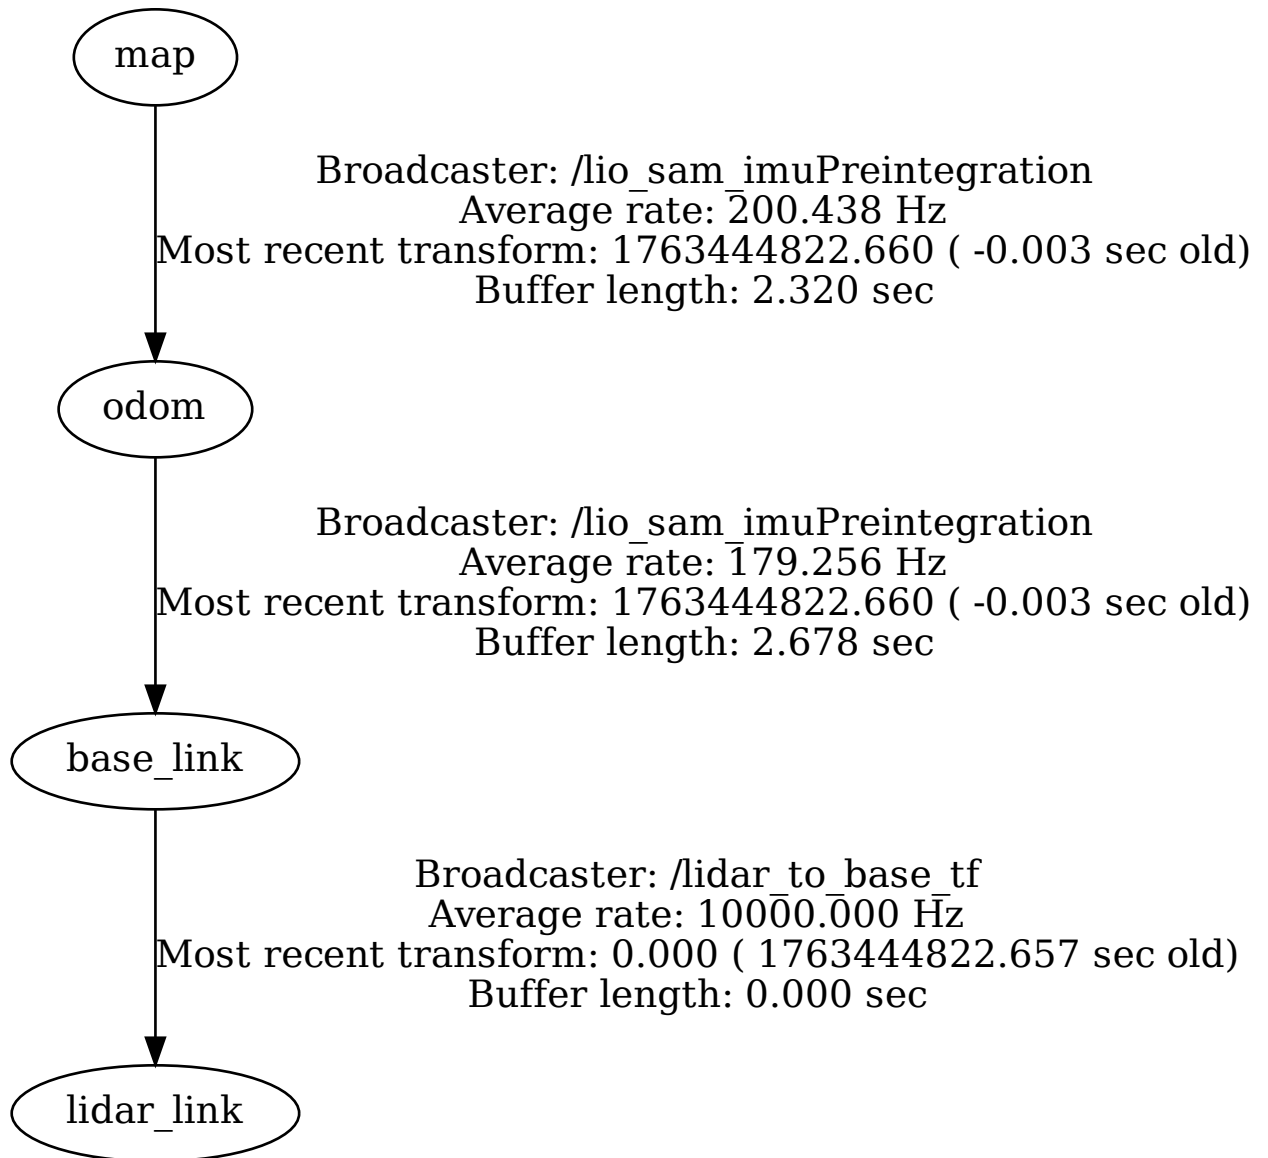 map
Broadcaster: /lio_sam_imuPreintegration
Average rate: 200.438 Hz
Most recent transform: 1763444822.660 ( -0.003 sec old)
Buffer length: 2.320 sec
odom
Broadcaster: /lio_sam_imuPreintegration
Average rate: 179.256 Hz
Most recent transform: 1763444822.660 ( -0.003 sec old)
Buffer length: 2.678 sec
base_link
Broadcaster: /lidar_to_base_tf
Average rate: 10000.000 Hz
Most recent transform: 0.000 ( 1763444822.657 sec old)
Buffer length: 0.000 sec
lidar_link